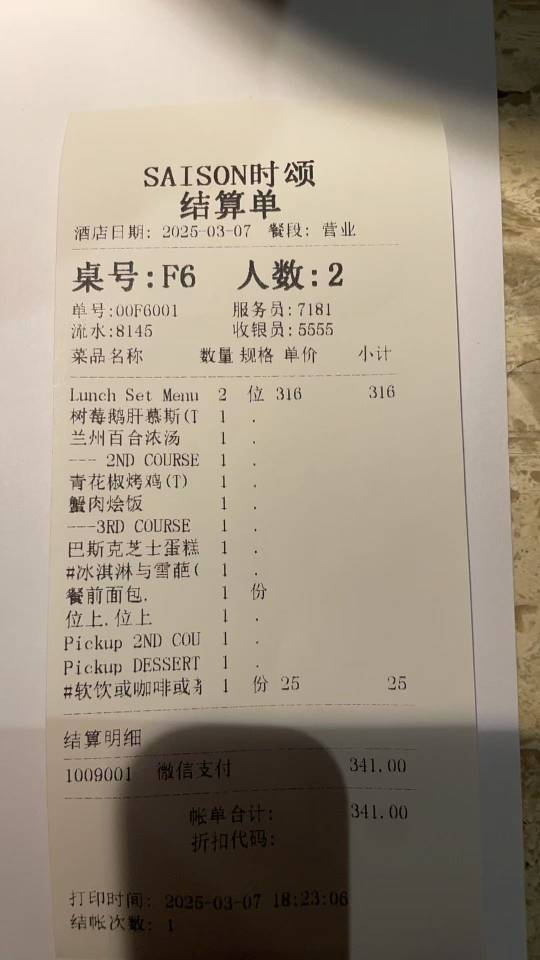 SAISON时颂
结算单
酒店日期: 2025-03-07 餐段: 营业
桌号:F6 人数:2
单号:00F6001 服务员:7181
流水:8145 收银员:5555
菜品名称 数量 规格 单价 小计
Lunch Set Menu 2 位 316 316
树莓鹅肝慕斯(T 1 .
兰州百合浓汤 1 .
--- 2ND COURSE 1 .
青花椒烤鸡(T) 1 .
蟹肉烩饭 1 .
---3RD COURSE 1 .
巴斯克芝士蛋糕 1 .
#冰淇淋与雪葩( 1 .
餐前面包. 1 份
位上.位上 1 .
Pickup 2ND COU 1 .
Pickup DESSERT 1 .
#软饮或咖啡或 1 份 25 25
结算明细
1009001 微信支付 341.00
帐单合计: 341.00
折扣代码:
打印时间: 2025-03-07 18:23:06
结帐次数: 1